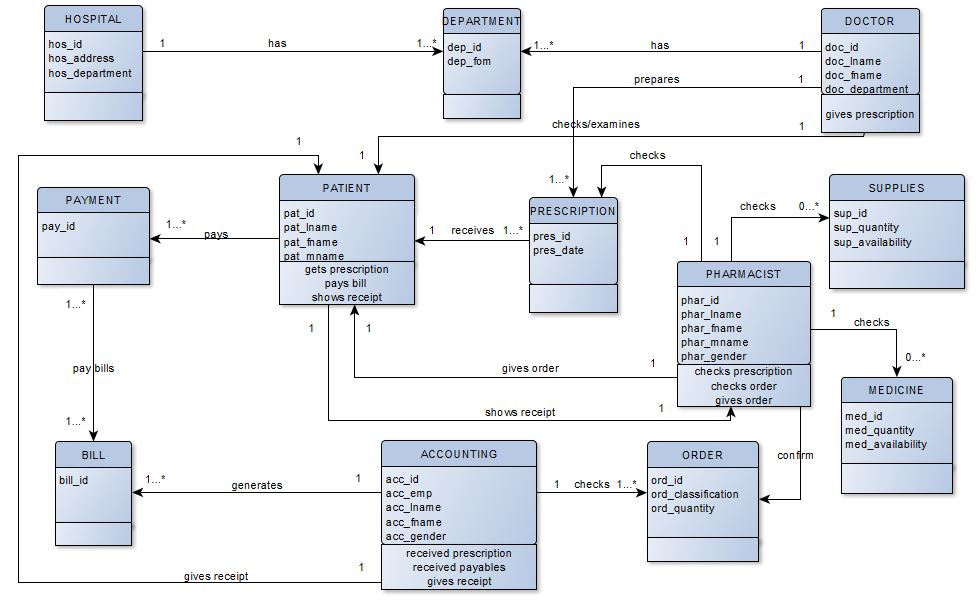 HOSPITAL
hos_id
hos_address
hos_department
1
has
1...*
DEPARTMENT
dep_id
dep_fom
1...*
has
1
DOCTOR
doc_id
doc_lname
doc_fname
doc_department
gives prescription
prepares
1
1...*
checks/examines
1
1
1
PATIENT
pat_id
pat_lname
pat_fname
pat_mname
gets prescription
pays bill
shows receipt
PAYMENT
pay_id
1...*
pays
1
receives
1...*
PRESCRIPTION
pres_id
pres_date
checks
1
checks
1
0...*
SUPPLIES
sup_id
sup_quantity
sup_availability
PHARMACIST
phar_id
phar_lname
phar_fname
phar_mname
phar_gender
checks prescription
checks order
gives order
1
checks
0...*
MEDICINE
med_id
med_quantity
med_availability
1...*
pay bills
1...*
1
1
gives order
1
shows receipt
1
confirm
BILL
bill_id
1...*
generates
1
ACCOUNTING
acc_id
acc_emp
acc_lname
acc_fname
acc_gender
received prescription
received payables
gives receipt
1
checks
1...*
ORDER
ord_id
ord_classification
ord_quantity
gives receipt
1